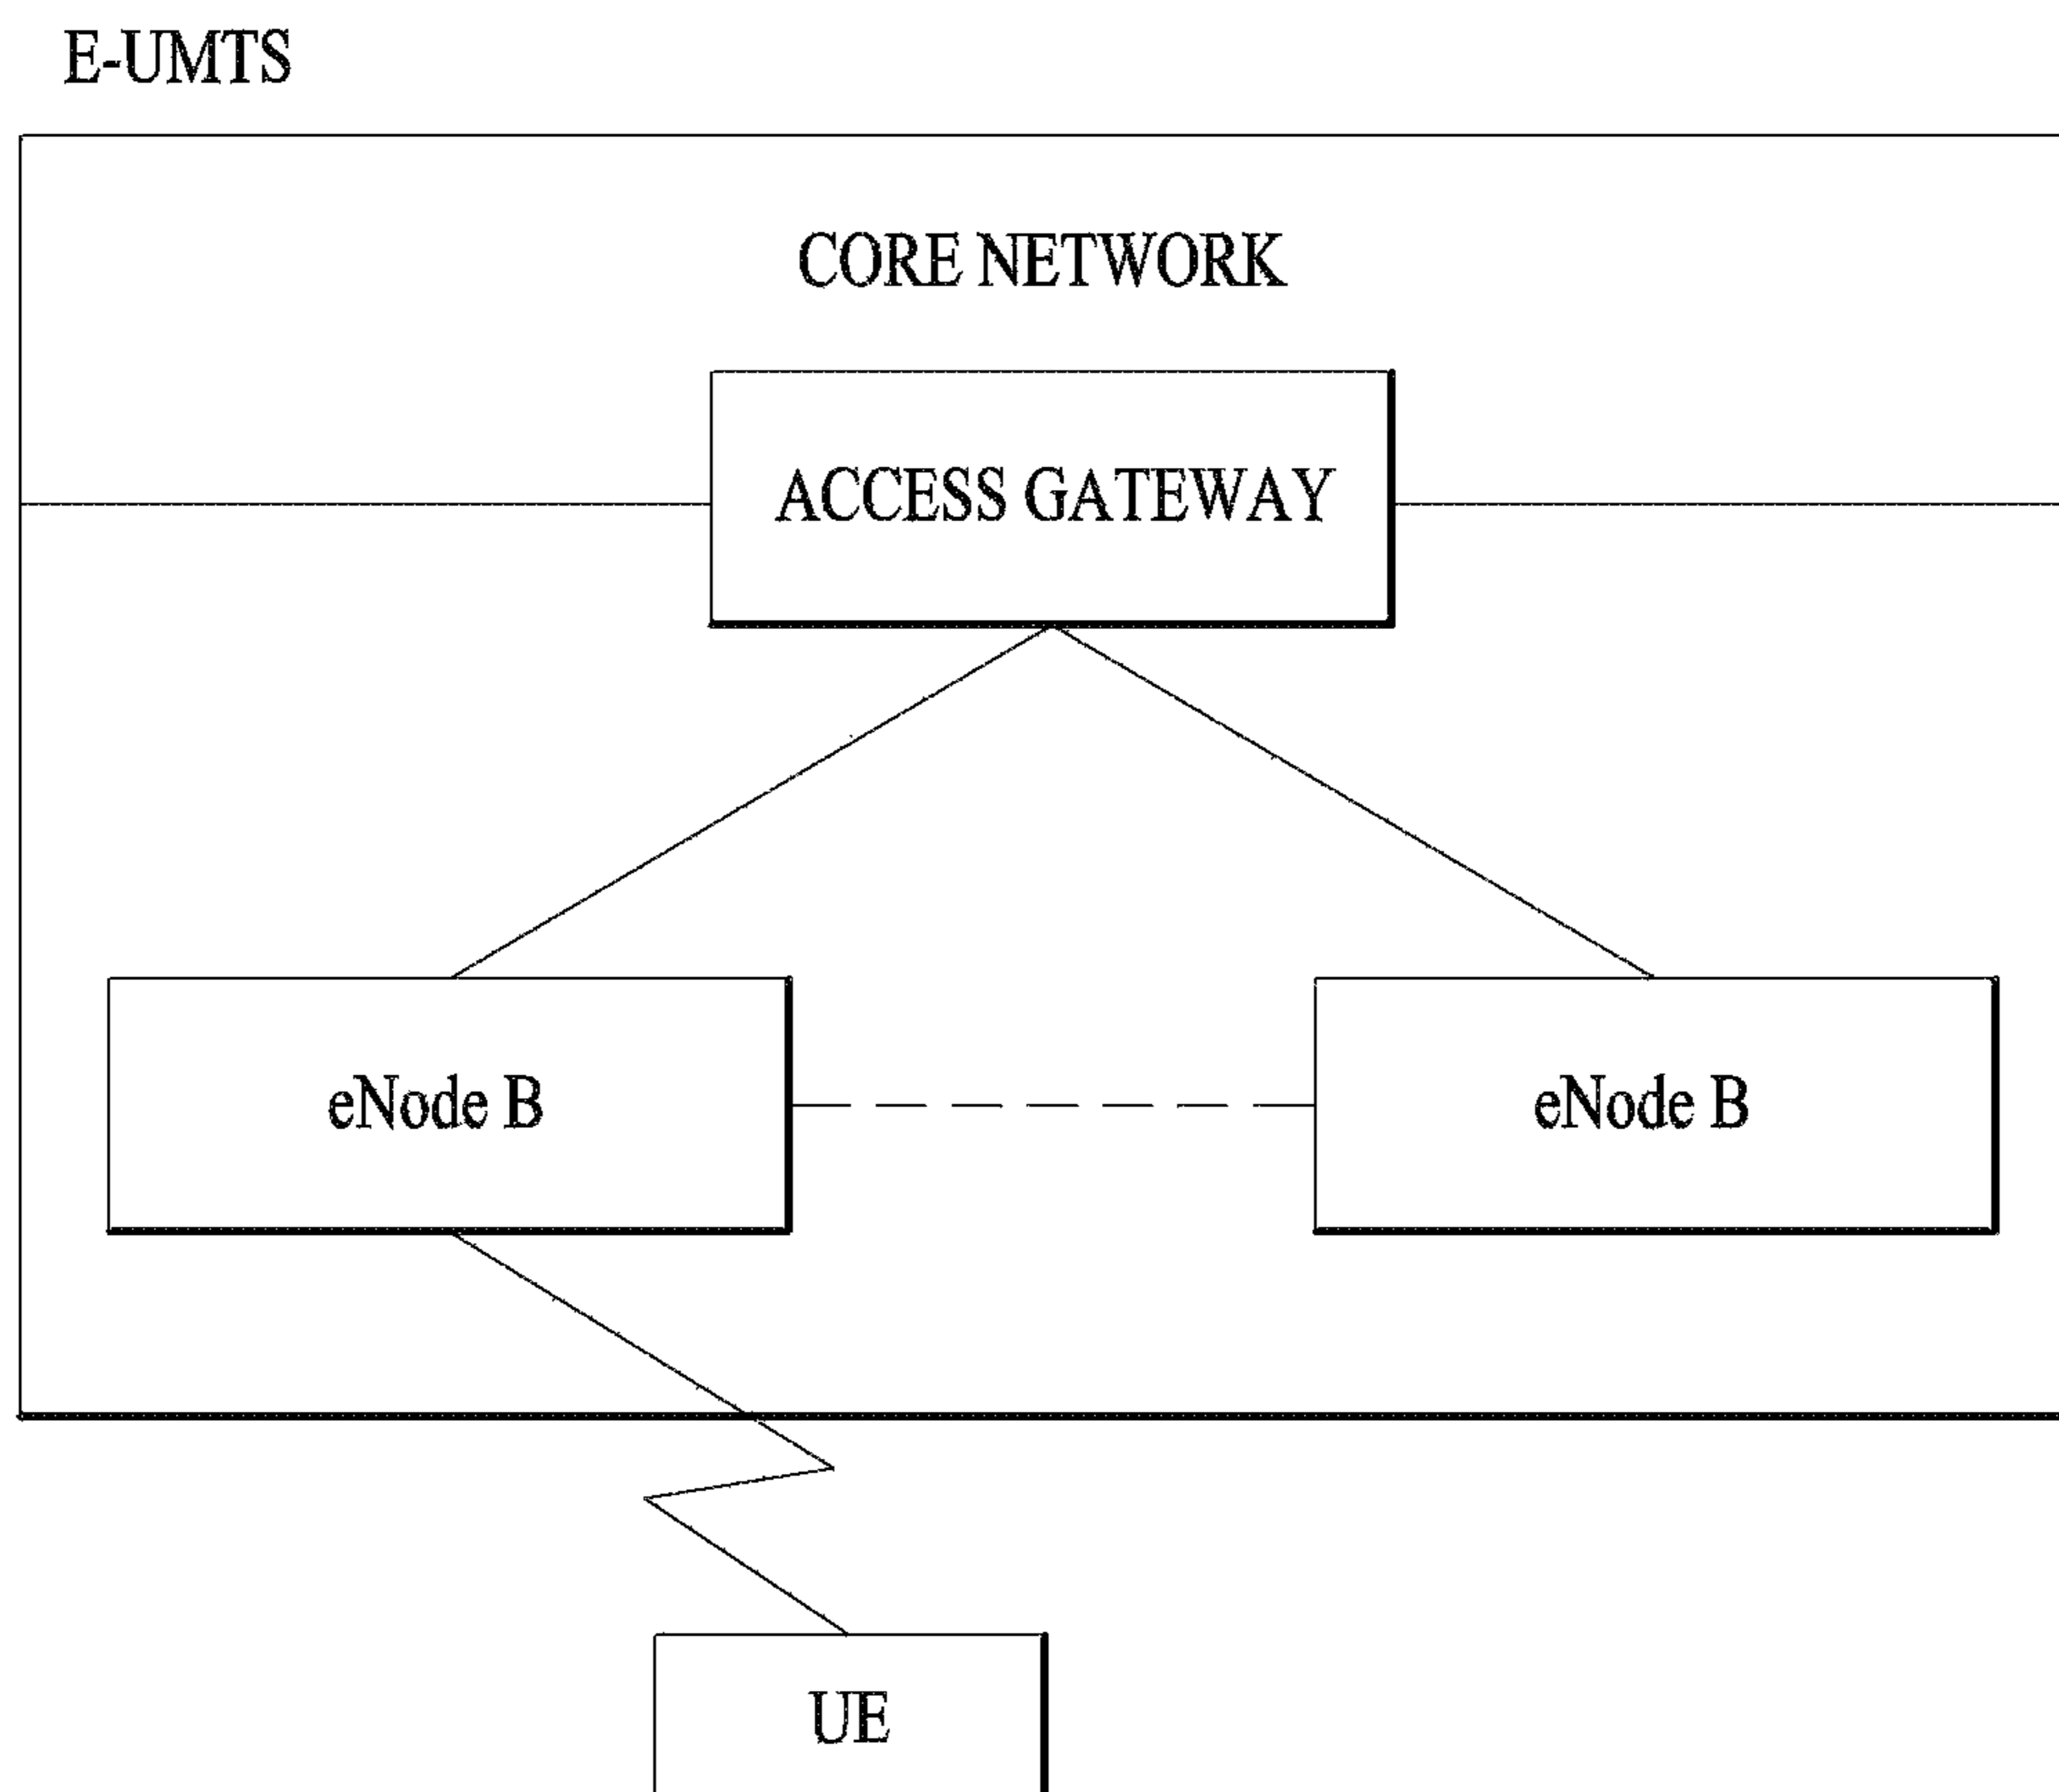 E-UMTS
CORE NETWORK
ACCESS GATEWAY
eNode B
eNode B
UE